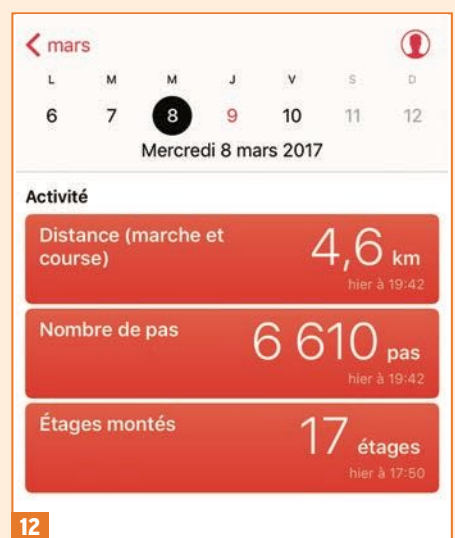 mars
L M M J V S D
6 7 8 9 10 11 12
Mercredi 8 mars 2017
Activité
Distance (marche et
course)
4,6 km
hier à 19:42
Nombre de pas
6 610 pas
hier à 19:42
Étages montés
17 étages
hier à 17:50
12